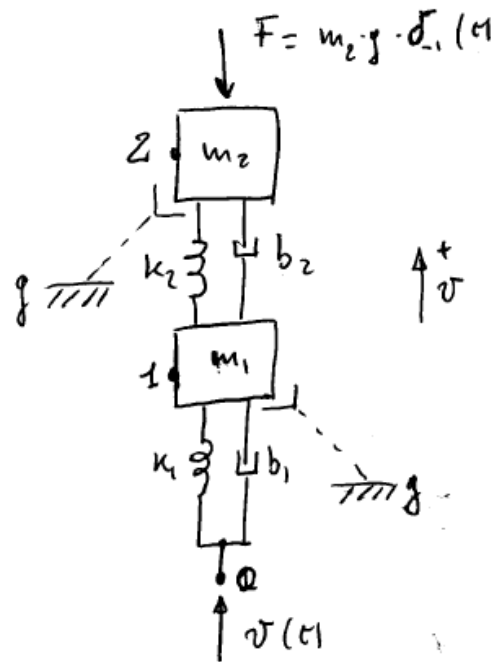 F = m₂·g·δ₋₁(t)
2
m₂
k₂
b₂
g
+
v
m₁
1
k₁
b₁
g
Q
v(t)